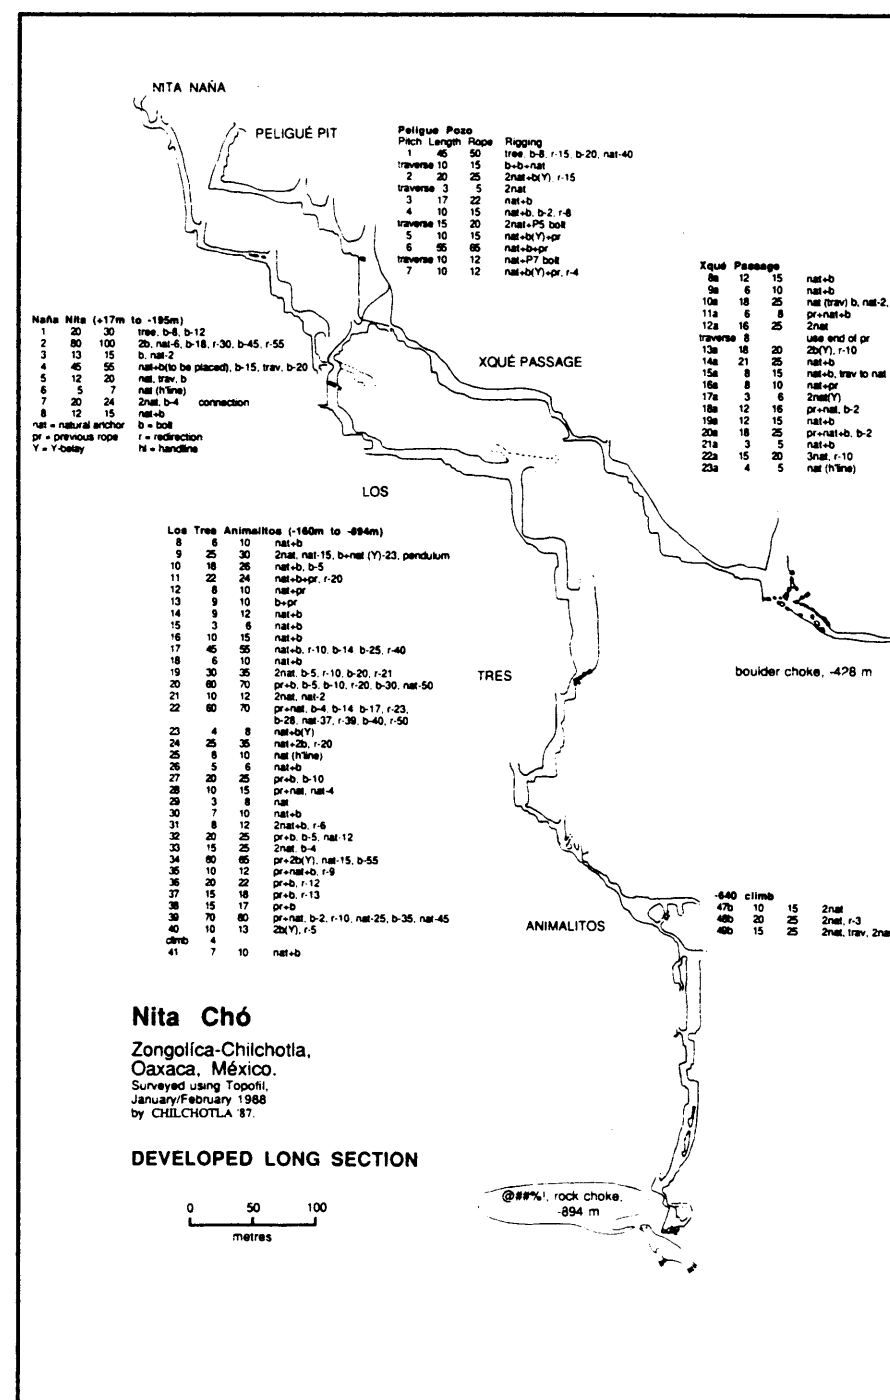 NITA NAÑA
PELIGUÉ PIT
Peligue Pozo
Pitch Length Rope Rigging
1 45 50 tree, b-8, r-15, b-20, nat-40
traverse 10 15 b+b+nat
2 20 25 2nat+b(Y), r-15
traverse 3 5 2nat
3 17 22 nat+b
4 10 15 nat+b, b-2, r-8
traverse 15 20 2nat+P5 bolt
5 10 15 nat+b(Y)+pr
6 55 65 nat+b+pr
traverse 10 12 nat+P7 bolt
7 10 12 nat+b(Y)+pr, r-4
Xqué Passage
8a 12 15 nat+b
9a 6 10 nat+b
10a 18 25 nat (trav) b, nat-2,
11a 6 8 pr+nat+b
12a 16 25 2nat
traverse 8 use end of pr
13a 18 20 2b(Y), r-10
14a 21 25 nat+b
15a 8 15 nat+b, trav to nat
16a 8 10 nat+pr
17a 3 6 2nat(Y)
18a 12 16 pr+nat, b-2
19a 12 15 nat+b
20a 18 25 pr+nat+b, b-2
21a 3 5 nat+b
22a 15 20 3nat, r-10
23a 4 5 nat (h'line)
Naña Nita (+17m to -195m)
1 20 30 tree, b-8, b-12
2 80 100 2b, nat-6, b-18, r-30, b-45, r-55
3 13 15 b, nat-2
4 45 55 nat+b(to be placed), b-15, trav, b-20
5 12 20 nat, trav, b
6 5 7 nat (h'line)
7 20 24 2nat, b-4 connection
8 12 15 nat+b
nat = natural anchor b = bolt
pr = previous rope r = redirection
Y = Y-belay hl = handline
XQUÉ PASSAGE
LOS
Los Tree Animalitos (-160m to -894m)
8 6 10 nat+b
9 25 30 2nat, nat-15, b+nat (Y)-23, pendulum
10 18 26 nat+b, b-5
11 22 24 nat+b+pr, r-20
12 8 10 nat+pr
13 9 10 b+pr
14 9 12 nat+b
15 3 6 nat+b
16 10 15 nat+b
17 45 55 nat+b, r-10, b-14 b-25, r-40
18 6 10 nat+b
19 30 35 2nat, b-5, r-10, b-20, r-21
20 60 70 pr+b, b-5, b-10, r-20, b-30, nat-50
21 10 12 2nat, nat-2
22 60 70 pr+nat, b-4, b-14 b-17, r-23,
b-28, nat-37, r-39, b-40, r-50
23 4 8 nat+b(Y)
24 25 35 nat+2b, r-20
25 8 10 nat (h'line)
26 5 6 nat+b
27 20 25 pr+b, b-10
28 10 15 pr+nat, nat-4
29 3 8 nat
30 7 10 nat+b
31 8 12 2nat+b, r-6
32 20 25 pr+b, b-5, nat-12
33 15 25 2nat, b-4
34 60 65 pr+2b(Y), nat-15, b-55
35 10 12 pr+nat+b, r-9
36 20 22 pr+b, r-12
37 15 18 pr+b, r-13
38 15 17 pr+b
39 70 80 pr+nat, b-2, r-10, nat-25, b-35, nat-45
40 10 13 2b(Y), r-5
climb 4
41 7 10 nat+b
TRES
boulder choke, -428 m
-640 climb
47b 10 15 2nat
48b 20 25 2nat, r-3
49b 15 25 2nat, trav, 2nat
ANIMALITOS
Nita Chó
Zongolíca-Chilchotla,
Oaxaca, México.
Surveyed using Topofil,
January/February 1988
by CHILCHOTLA '87.
DEVELOPED LONG SECTION
0 50 100
metres
@##%!, rock choke,
-894 m